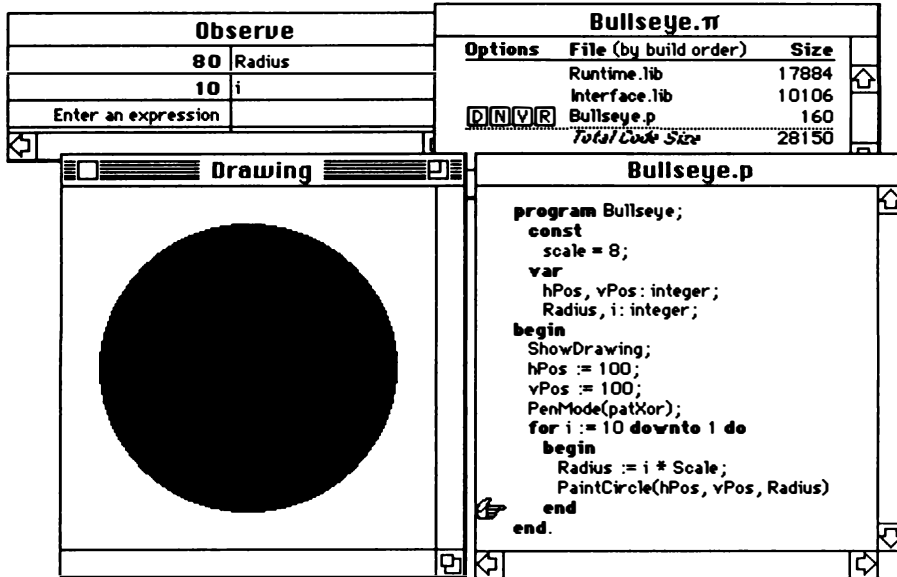 Observe
80 Radius
10 i
Enter an expression
Bullseye.π
Options File (by build order) Size
Runtime.lib 17884
Interface.lib 10106
D N V R Bullseye.p 160
Total Code Size 28150
Drawing
Bullseye.p
program Bullseye;
const
scale = 8;
var
hPos, vPos: integer;
Radius, i: integer;
begin
ShowDrawing;
hPos := 100;
vPos := 100;
PenMode(patXor);
for i := 10 downto 1 do
begin
Radius := i * Scale;
PaintCircle(hPos, vPos, Radius)
end
end.